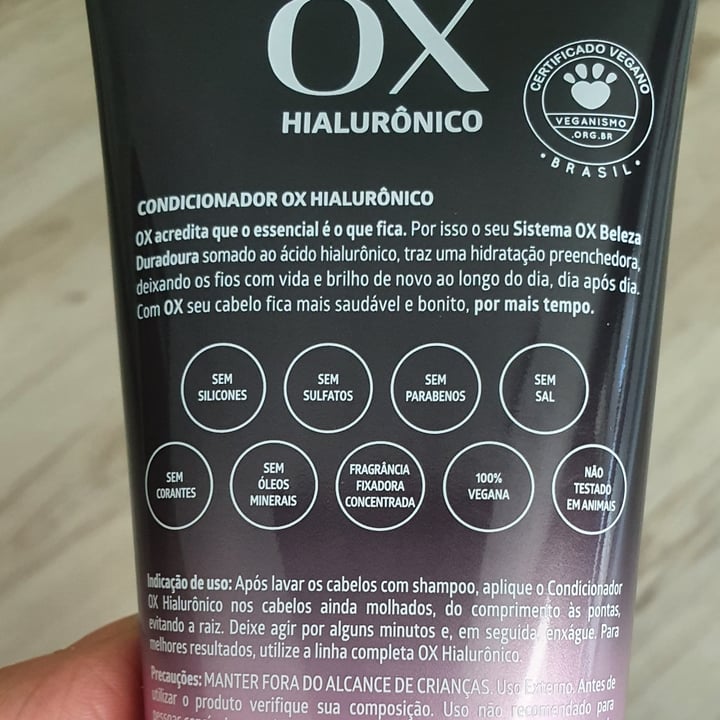 OX
HIALURÔNICO
CERTIFICADO VEGANO
VEGANISMO
.ORG.BR
• BRASIL •
CONDICIONADOR OX HIALURÔNICO
OX acredita que o essencial é o que fica. Por isso o seu Sistema OX Beleza
Duradoura somado ao ácido hialurônico, traz uma hidratação preenchedora,
deixando os fios com vida e brilho de novo ao longo do dia, dia após dia.
Com OX seu cabelo fica mais saudável e bonito, por mais tempo.
SEM
SILICONES
SEM
SULFATOS
SEM
PARABENOS
SEM
SAL
SEM
CORANTES
SEM
ÓLEOS
MINERAIS
FRAGRÂNCIA
FIXADORA
CONCENTRADA
100%
VEGANA
NÃO
TESTADO
EM ANIMAIS
Indicação de uso: Após lavar os cabelos com shampoo, aplique o Condicionador
OX Hialurônico nos cabelos ainda molhados, do comprimento às pontas,
evitando a raiz. Deixe agir por alguns minutos e, em seguida, enxágue. Para
melhores resultados, utilize a linha completa OX Hialurônico.
Precauções: MANTER FORA DO ALCANCE DE CRIANÇAS. Uso Externo. Antes de
utilizar o produto verifique sua composição. Uso não recomendado para